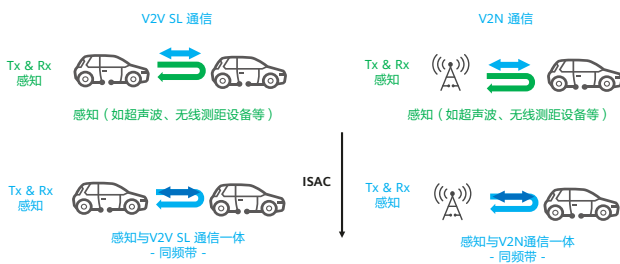 V2V SL 通信
V2N 通信
Tx & Rx
感知
Tx & Rx
感知
感知（如超声波、无线测距设备等）
感知（如超声波、无线测距设备等）
ISAC
Tx & Rx
感知
Tx & Rx
感知
感知与V2V SL 通信一体
- 同频带 -
感知与V2N通信一体
- 同频带 -